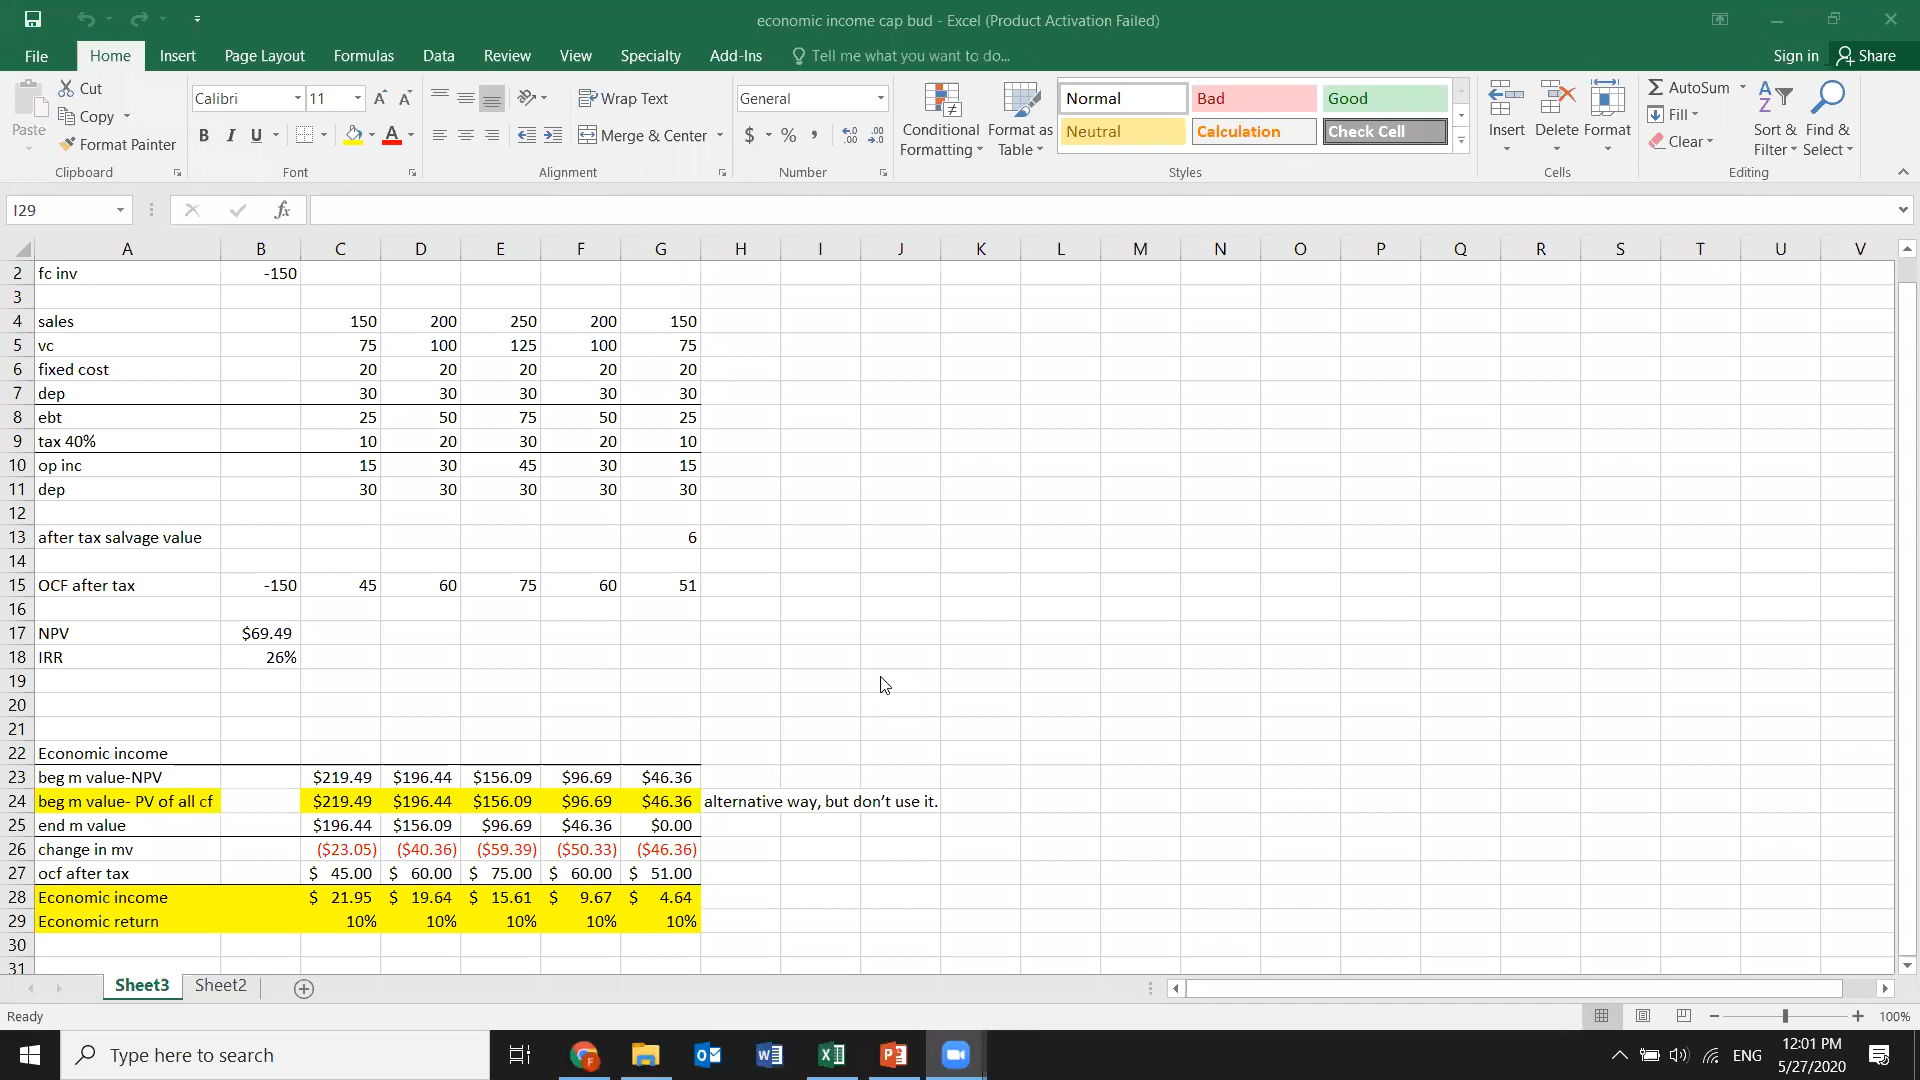 economic income cap bud - Excel (Product Activation Failed)
File Home Insert Page Layout Formulas Data Review View Specialty Add-Ins Tell me what you want to do... Sign in Share
Paste
Cut
Copy
Format Painter
Clipboard
Calibri 11
B I U
Font
Wrap Text
Merge & Center
Alignment
General
$ % ,
Number
Conditional Formatting
Format as Table
Normal Bad Good
Neutral Calculation Check Cell
Styles
Insert Delete Format
Cells
AutoSum
Fill
Clear
Sort & Filter
Find & Select
Editing
I29 fx
A B C D E F G H I J K L M N O P Q R S T U V
2 fc inv -150
3
4 sales 150 200 250 200 150
5 vc 75 100 125 100 75
6 fixed cost 20 20 20 20 20
7 dep 30 30 30 30 30
8 ebt 25 50 75 50 25
9 tax 40% 10 20 30 20 10
10 op inc 15 30 45 30 15
11 dep 30 30 30 30 30
12
13 after tax salvage value 6
14
15 OCF after tax -150 45 60 75 60 51
16
17 NPV $69.49
18 IRR 26%
19
20
21
22 Economic income
23 beg m value-NPV $219.49 $196.44 $156.09 $96.69 $46.36
24 beg m value- PV of all cf $219.49 $196.44 $156.09 $96.69 $46.36 alternative way, but don't use it.
25 end m value $196.44 $156.09 $96.69 $46.36 $0.00
26 change in mv ($23.05) ($40.36) ($59.39) ($50.33) ($46.36)
27 ocf after tax $ 45.00 $ 60.00 $ 75.00 $ 60.00 $ 51.00
28 Economic income $ 21.95 $ 19.64 $ 15.61 $ 9.67 $ 4.64
29 Economic return 10% 10% 10% 10% 10%
30
31
Sheet3 Sheet2
Ready 100%
Type here to search
ENG
12:01 PM
5/27/2020